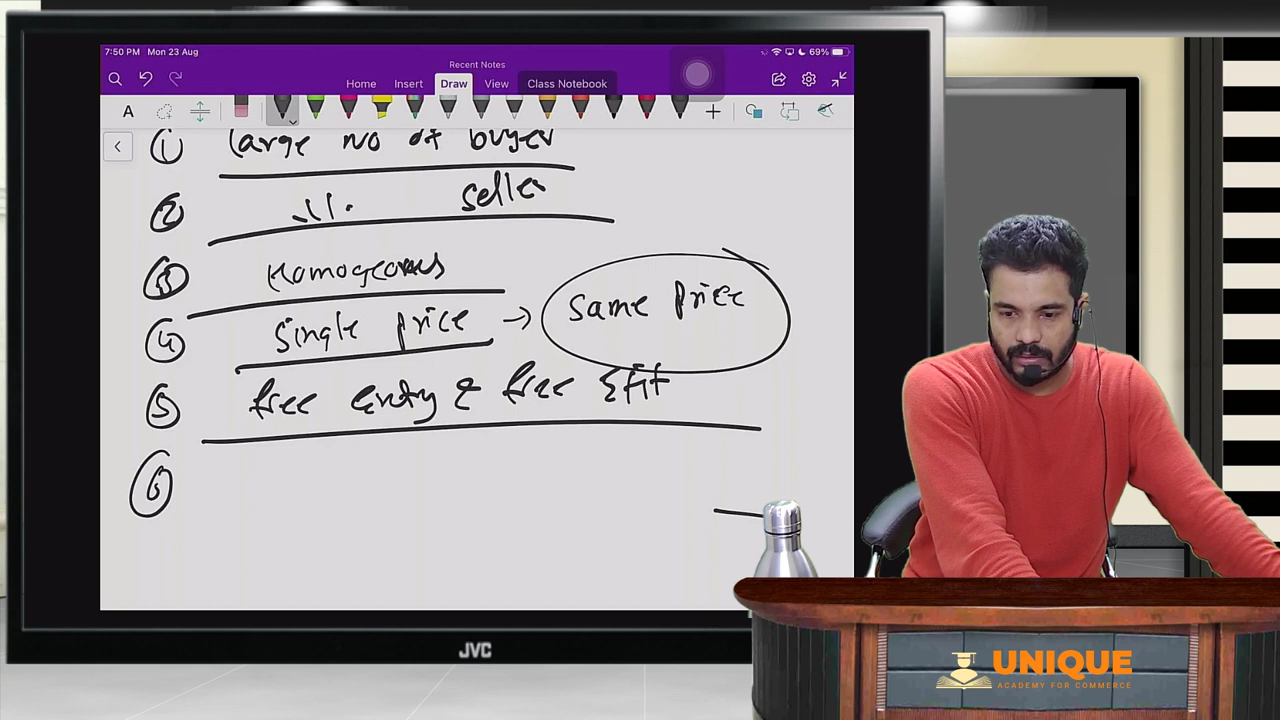 7:50 PM Mon 23 Aug
69%
Recent Notes
Home Insert Draw View Class Notebook
A
① large no of buyer
② —ıı— seller
③ Homogeoneus
④ Single price → Same Price
⑤ free entry & free Exit
⑥
JVC
UNIQUE
ACADEMY FOR COMMERCE